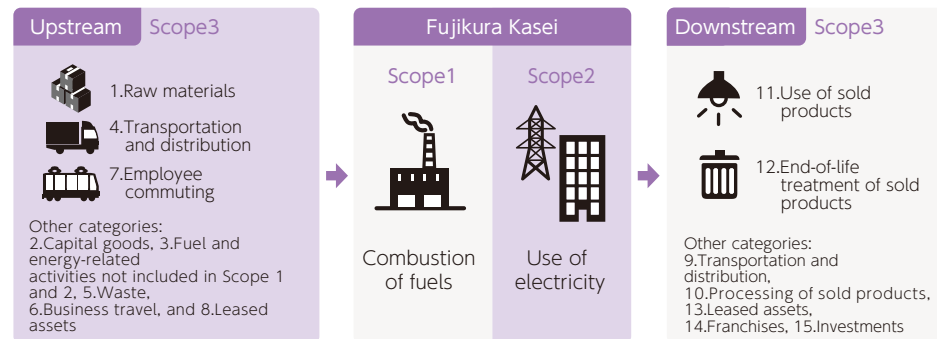 Upstream Scope3
1.Raw materials
4.Transportation
and distribution
7.Employee
commuting
Other categories:
2.Capital goods, 3.Fuel and
energy-related
activities not included in Scope 1
and 2, 5.Waste,
6.Business travel, and 8.Leased
assets
Fujikura Kasei
Scope1
Combustion
of fuels
Scope2
Use of
electricity
Downstream Scope3
11.Use of sold
products
12.End-of-life
treatment of sold
products
Other categories:
9.Transportation and
distribution,
10.Processing of sold products,
13.Leased assets,
14.Franchises, 15.Investments